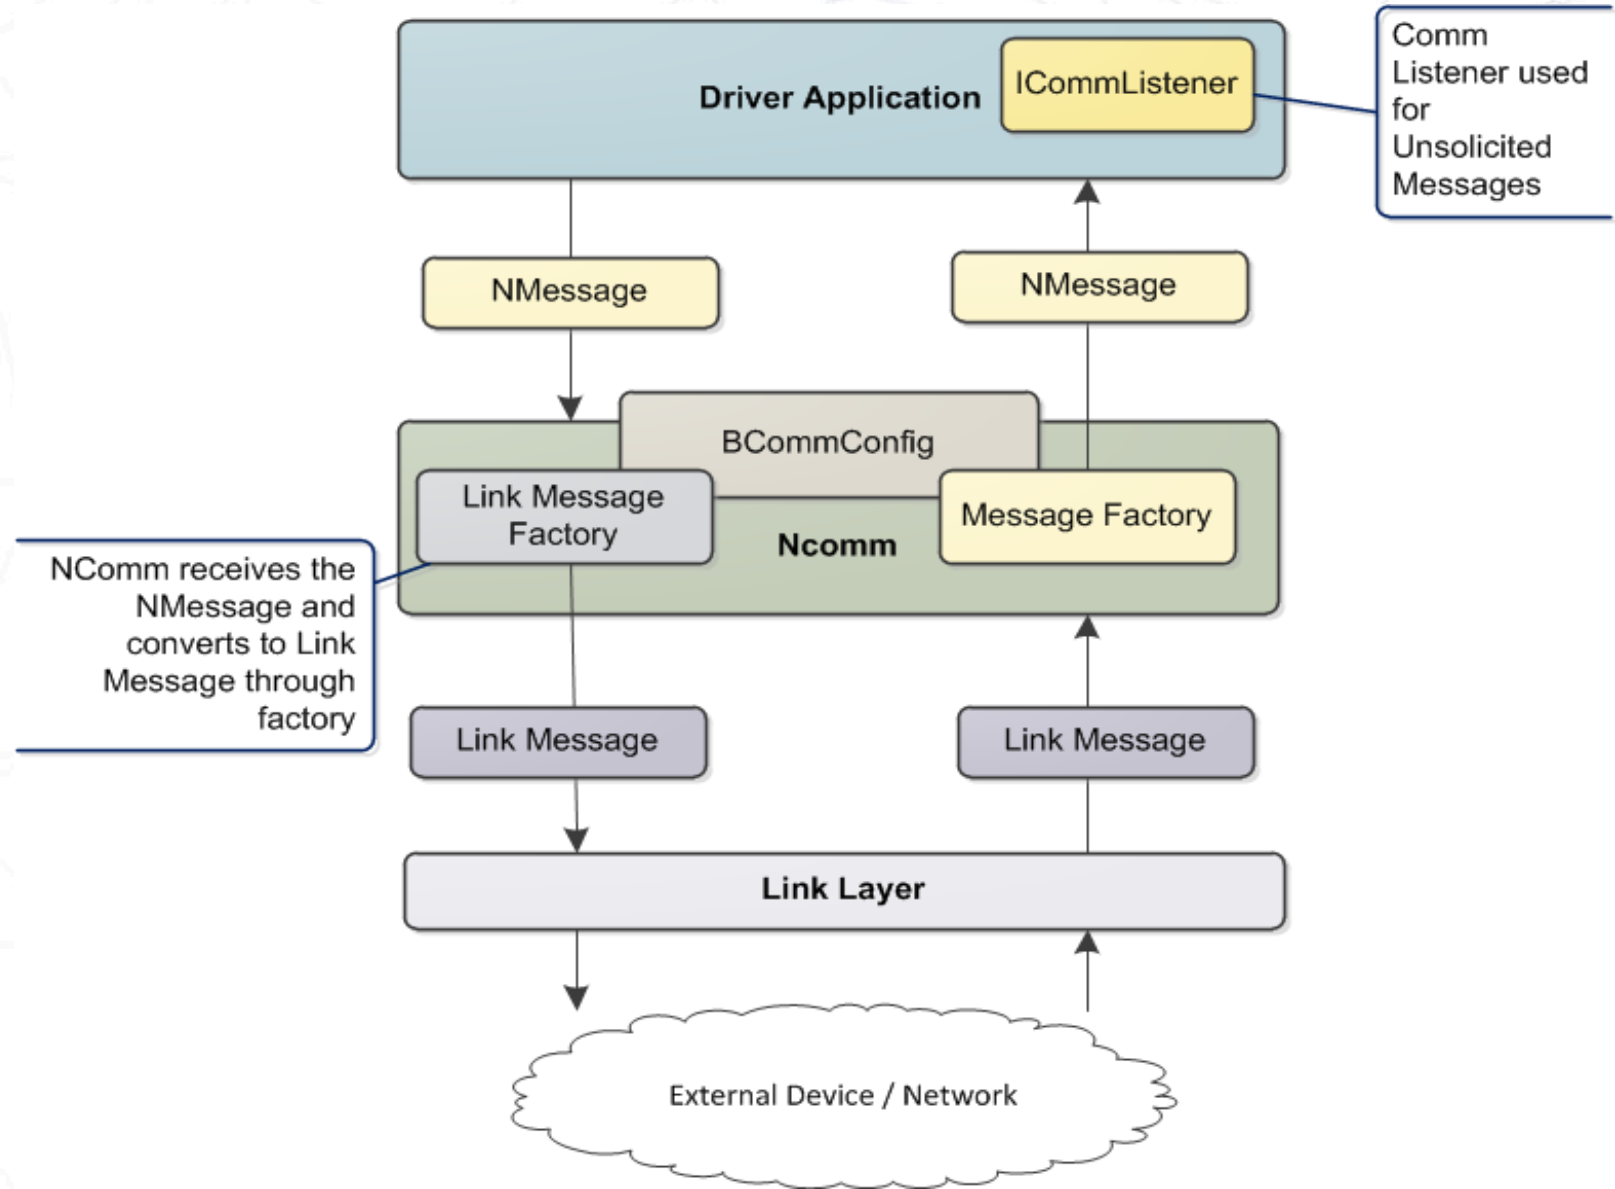 Driver Application
ICommListener
Comm
Listener used
for
Unsolicited
Messages
NMessage
NMessage
BCommConfig
Link Message
Factory
Message Factory
Ncomm
NComm receives the
NMessage and
converts to Link
Message through
factory
Link Message
Link Message
Link Layer
External Device / Network